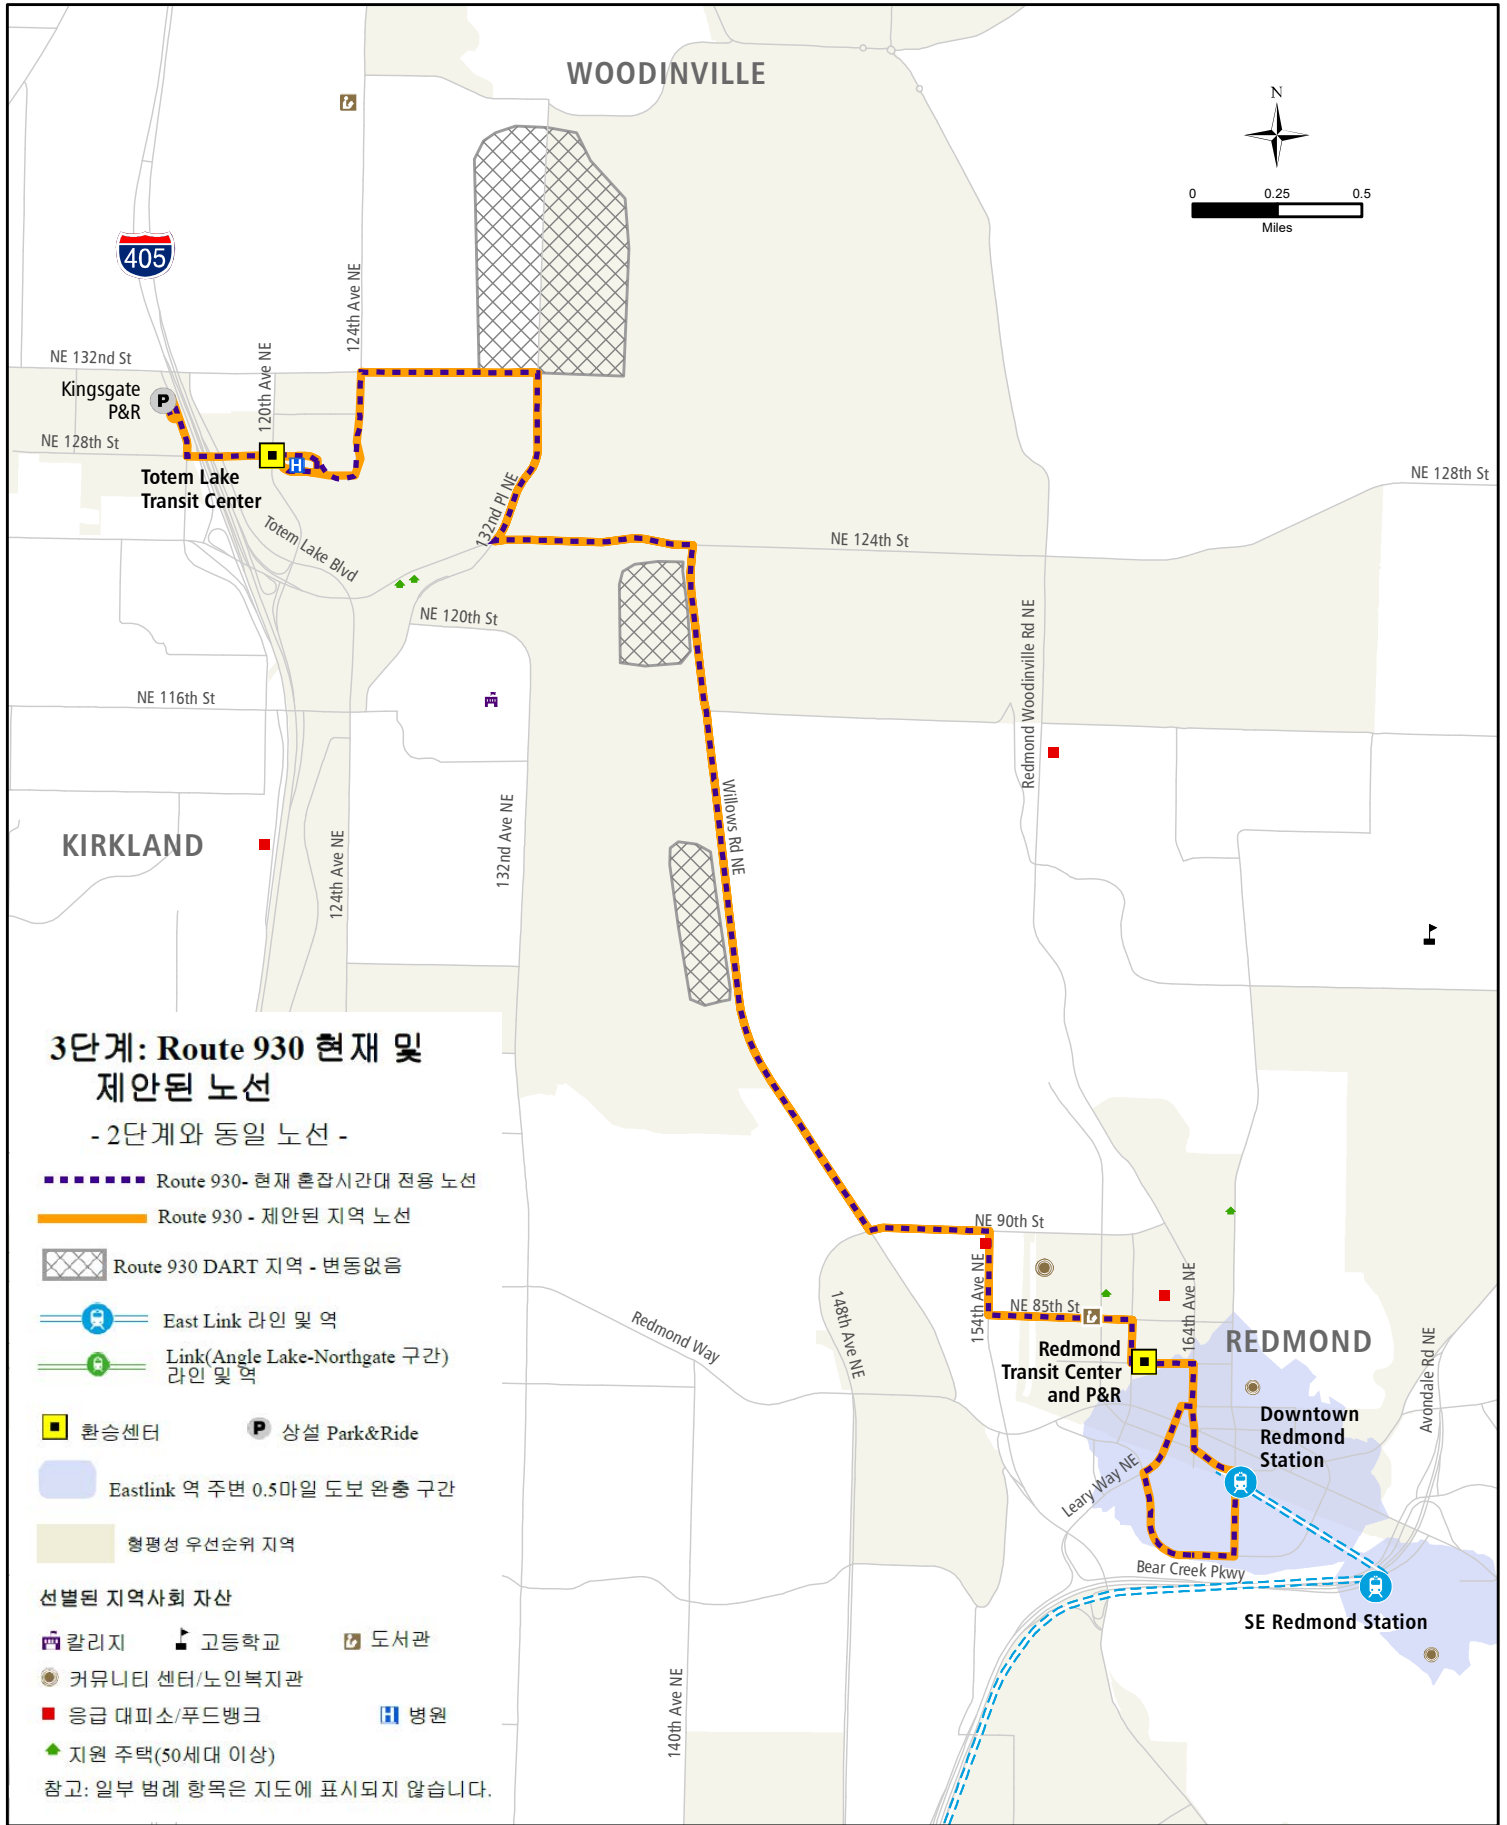 WOODINVILLE
N
0 0.25 0.5
Miles
405
124th Ave NE
NE 132nd St
120th Ave NE
Kingsgate
P&R
P
NE 128th St
H
Totem Lake
Transit Center
132nd Pl NE
NE 128th St
Totem Lake Blvd
NE 124th St
NE 120th St
Redmond Woodinville Rd NE
NE 116th St
Willows Rd NE
132nd Ave NE
KIRKLAND
124th Ave NE
NE 90th St
154th Ave NE
164th Ave NE
148th Ave NE
NE 85th St
Redmond Way
REDMOND
Avondale Rd NE
Redmond
Transit Center
and P&R
Downtown
Redmond
Station
Leary Way NE
Bear Creek Pkwy
SE Redmond Station
140th Ave NE
3단계: Route 930 현재 및
제안된 노선
- 2단계와 동일 노선 -
Route 930- 현재 혼잡시간대 전용 노선
Route 930 - 제안된 지역 노선
Route 930 DART 지역 - 변동없음
East Link 라인 및 역
Link(Angle Lake-Northgate 구간)
라인 및 역
환승센터
P 상설 Park&Ride
Eastlink 역 주변 0.5마일 도보 완충 구간
형평성 우선순위 지역
선별된 지역사회 자산
칼리지 고등학교 도서관
커뮤니티 센터/노인복지관
응급 대피소/푸드뱅크 H 병원
지원 주택(50세대 이상)
참고: 일부 범례 항목은 지도에 표시되지 않습니다.